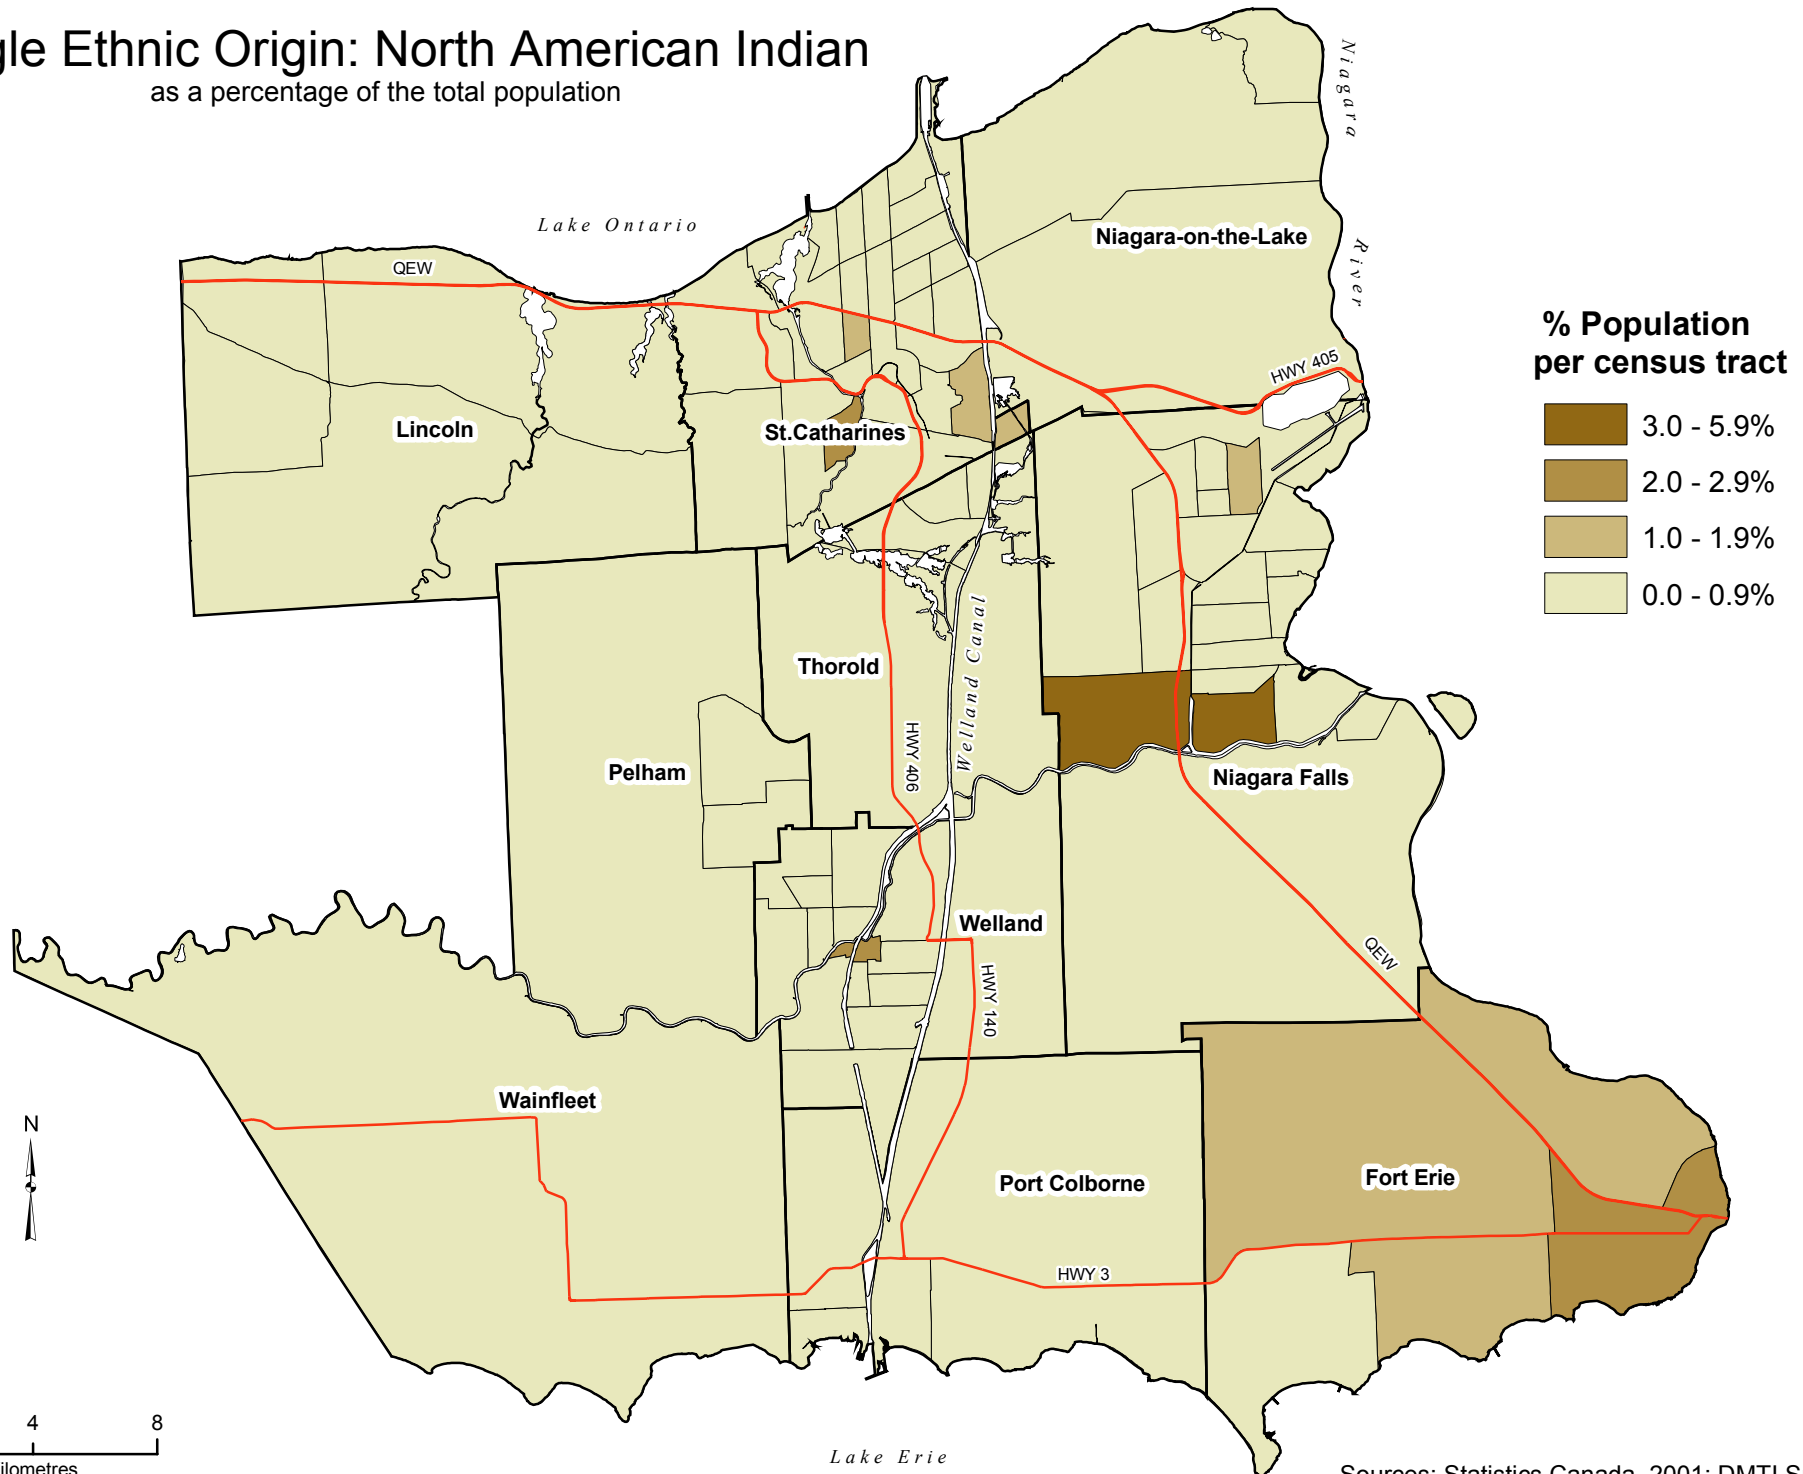 gle Ethnic Origin: North American Indian
as a percentage of the total population
Niagara
River
Lake Ontario
Niagara-on-the-Lake
QEW
% Population
per census tract
3.0 - 5.9%
2.0 - 2.9%
1.0 - 1.9%
0.0 - 0.9%
HWY 405
Lincoln
St.Catharines
Thorold
Welland Canal
HWY 406
Pelham
Niagara Falls
Welland
QEW
HWY 140
Wainfleet
N
Port Colborne
Fort Erie
HWY 3
4 8
ilometres
Lake Erie
Sources: Statistics Canada, 2001; DMTI S